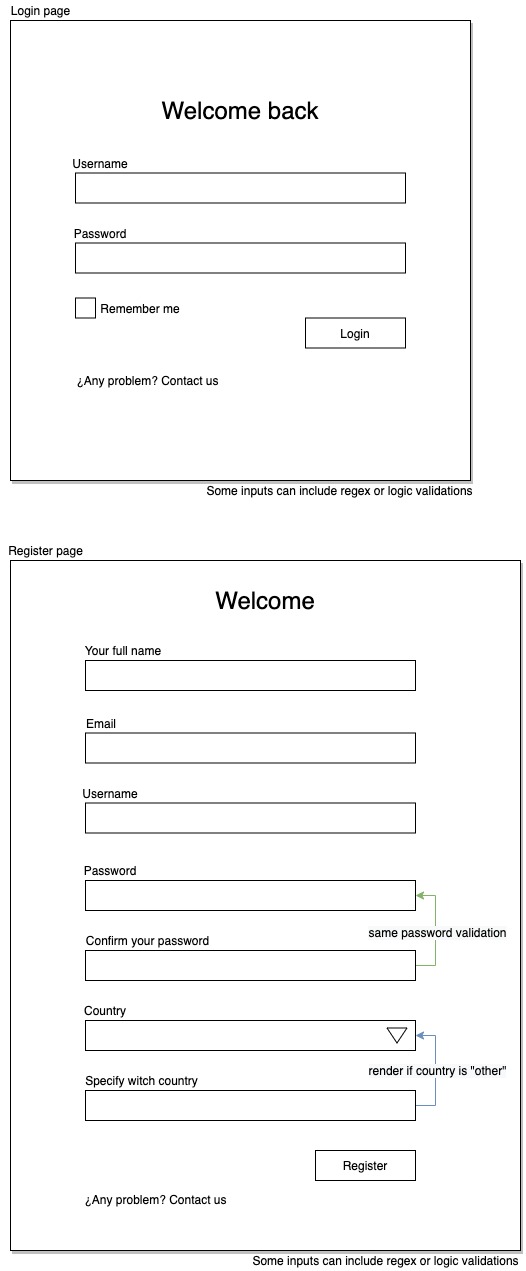 Login page
Welcome back
Username
Password
Remember me
Login
¿Any problem? Contact us
Some inputs can include regex or logic validations
Register page
Welcome
Your full name
Email
Username
Password
same password validation
Confirm your password
Country
render if country is "other"
Specify witch country
Register
¿Any problem? Contact us
Some inputs can include regex or logic validations